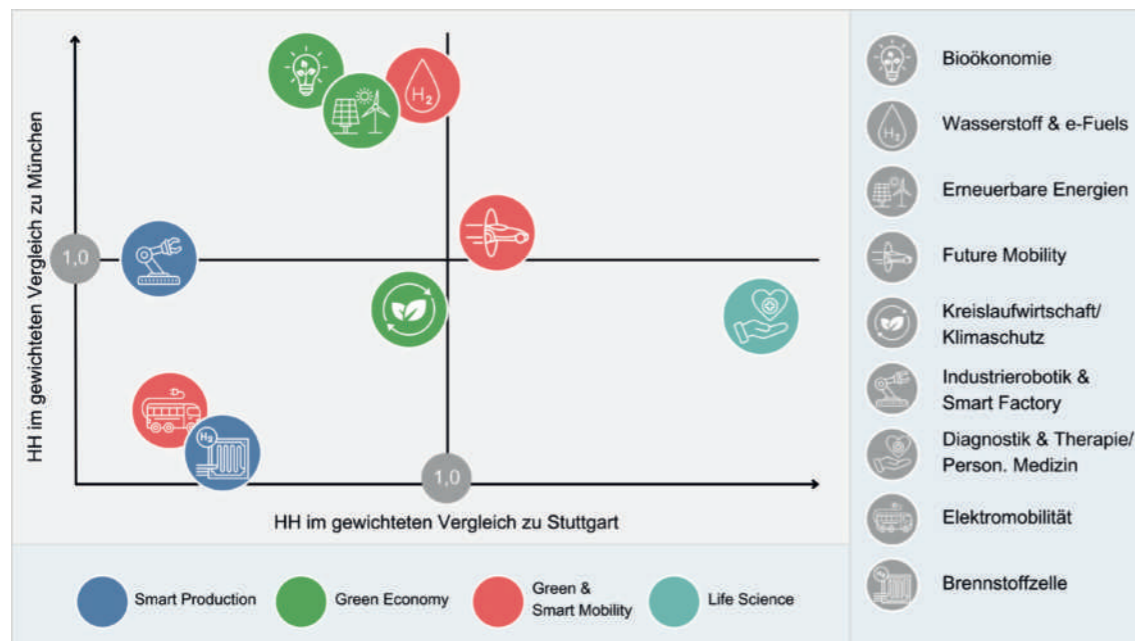 HH im gewichteten Vergleich zu München
1,0
H₂
H₂
1,0
HH im gewichteten Vergleich zu Stuttgart
Smart Production
Green Economy
Green &
Smart Mobility
Life Science
Bioökonomie
H₂
Wasserstoff & e-Fuels
Erneuerbare Energien
Future Mobility
Kreislaufwirtschaft/
Klimaschutz
Industrierobotik &
Smart Factory
Diagnostik & Therapie/
Person. Medizin
Elektromobilität
Brennstoffzelle